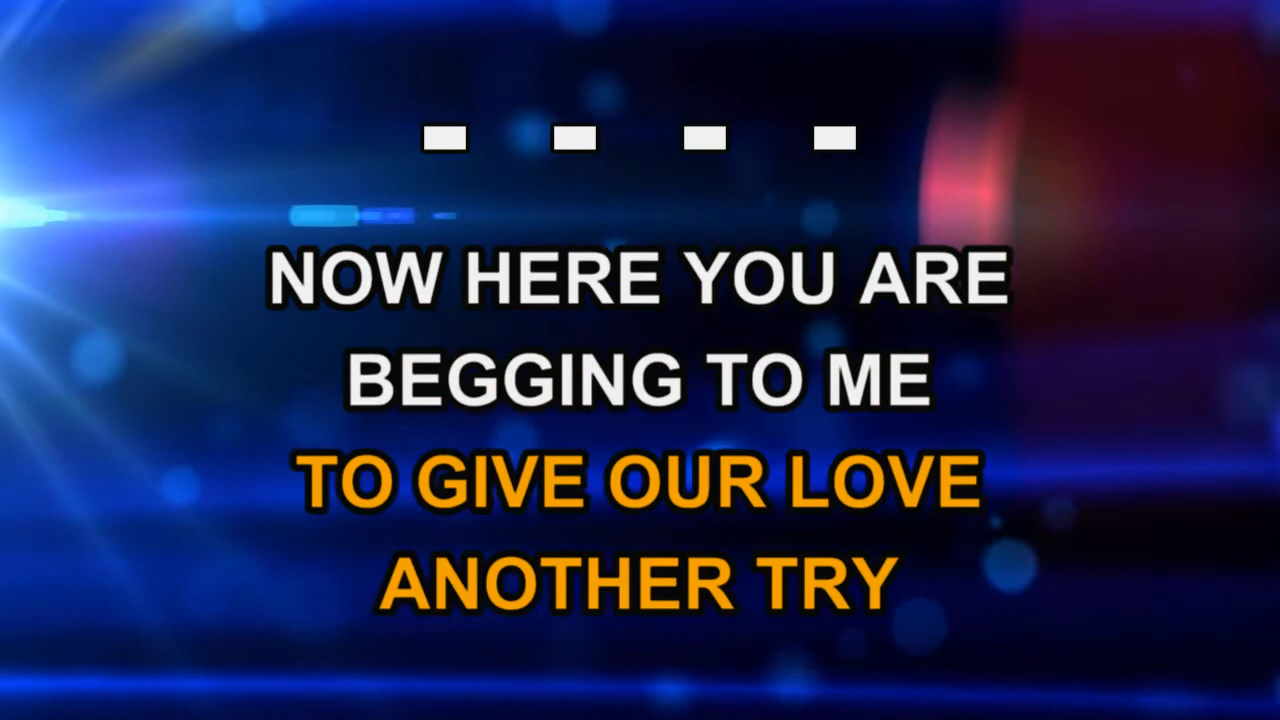 - - - -
NOW HERE YOU ARE
BEGGING TO ME
TO GIVE OUR LOVE
ANOTHER TRY